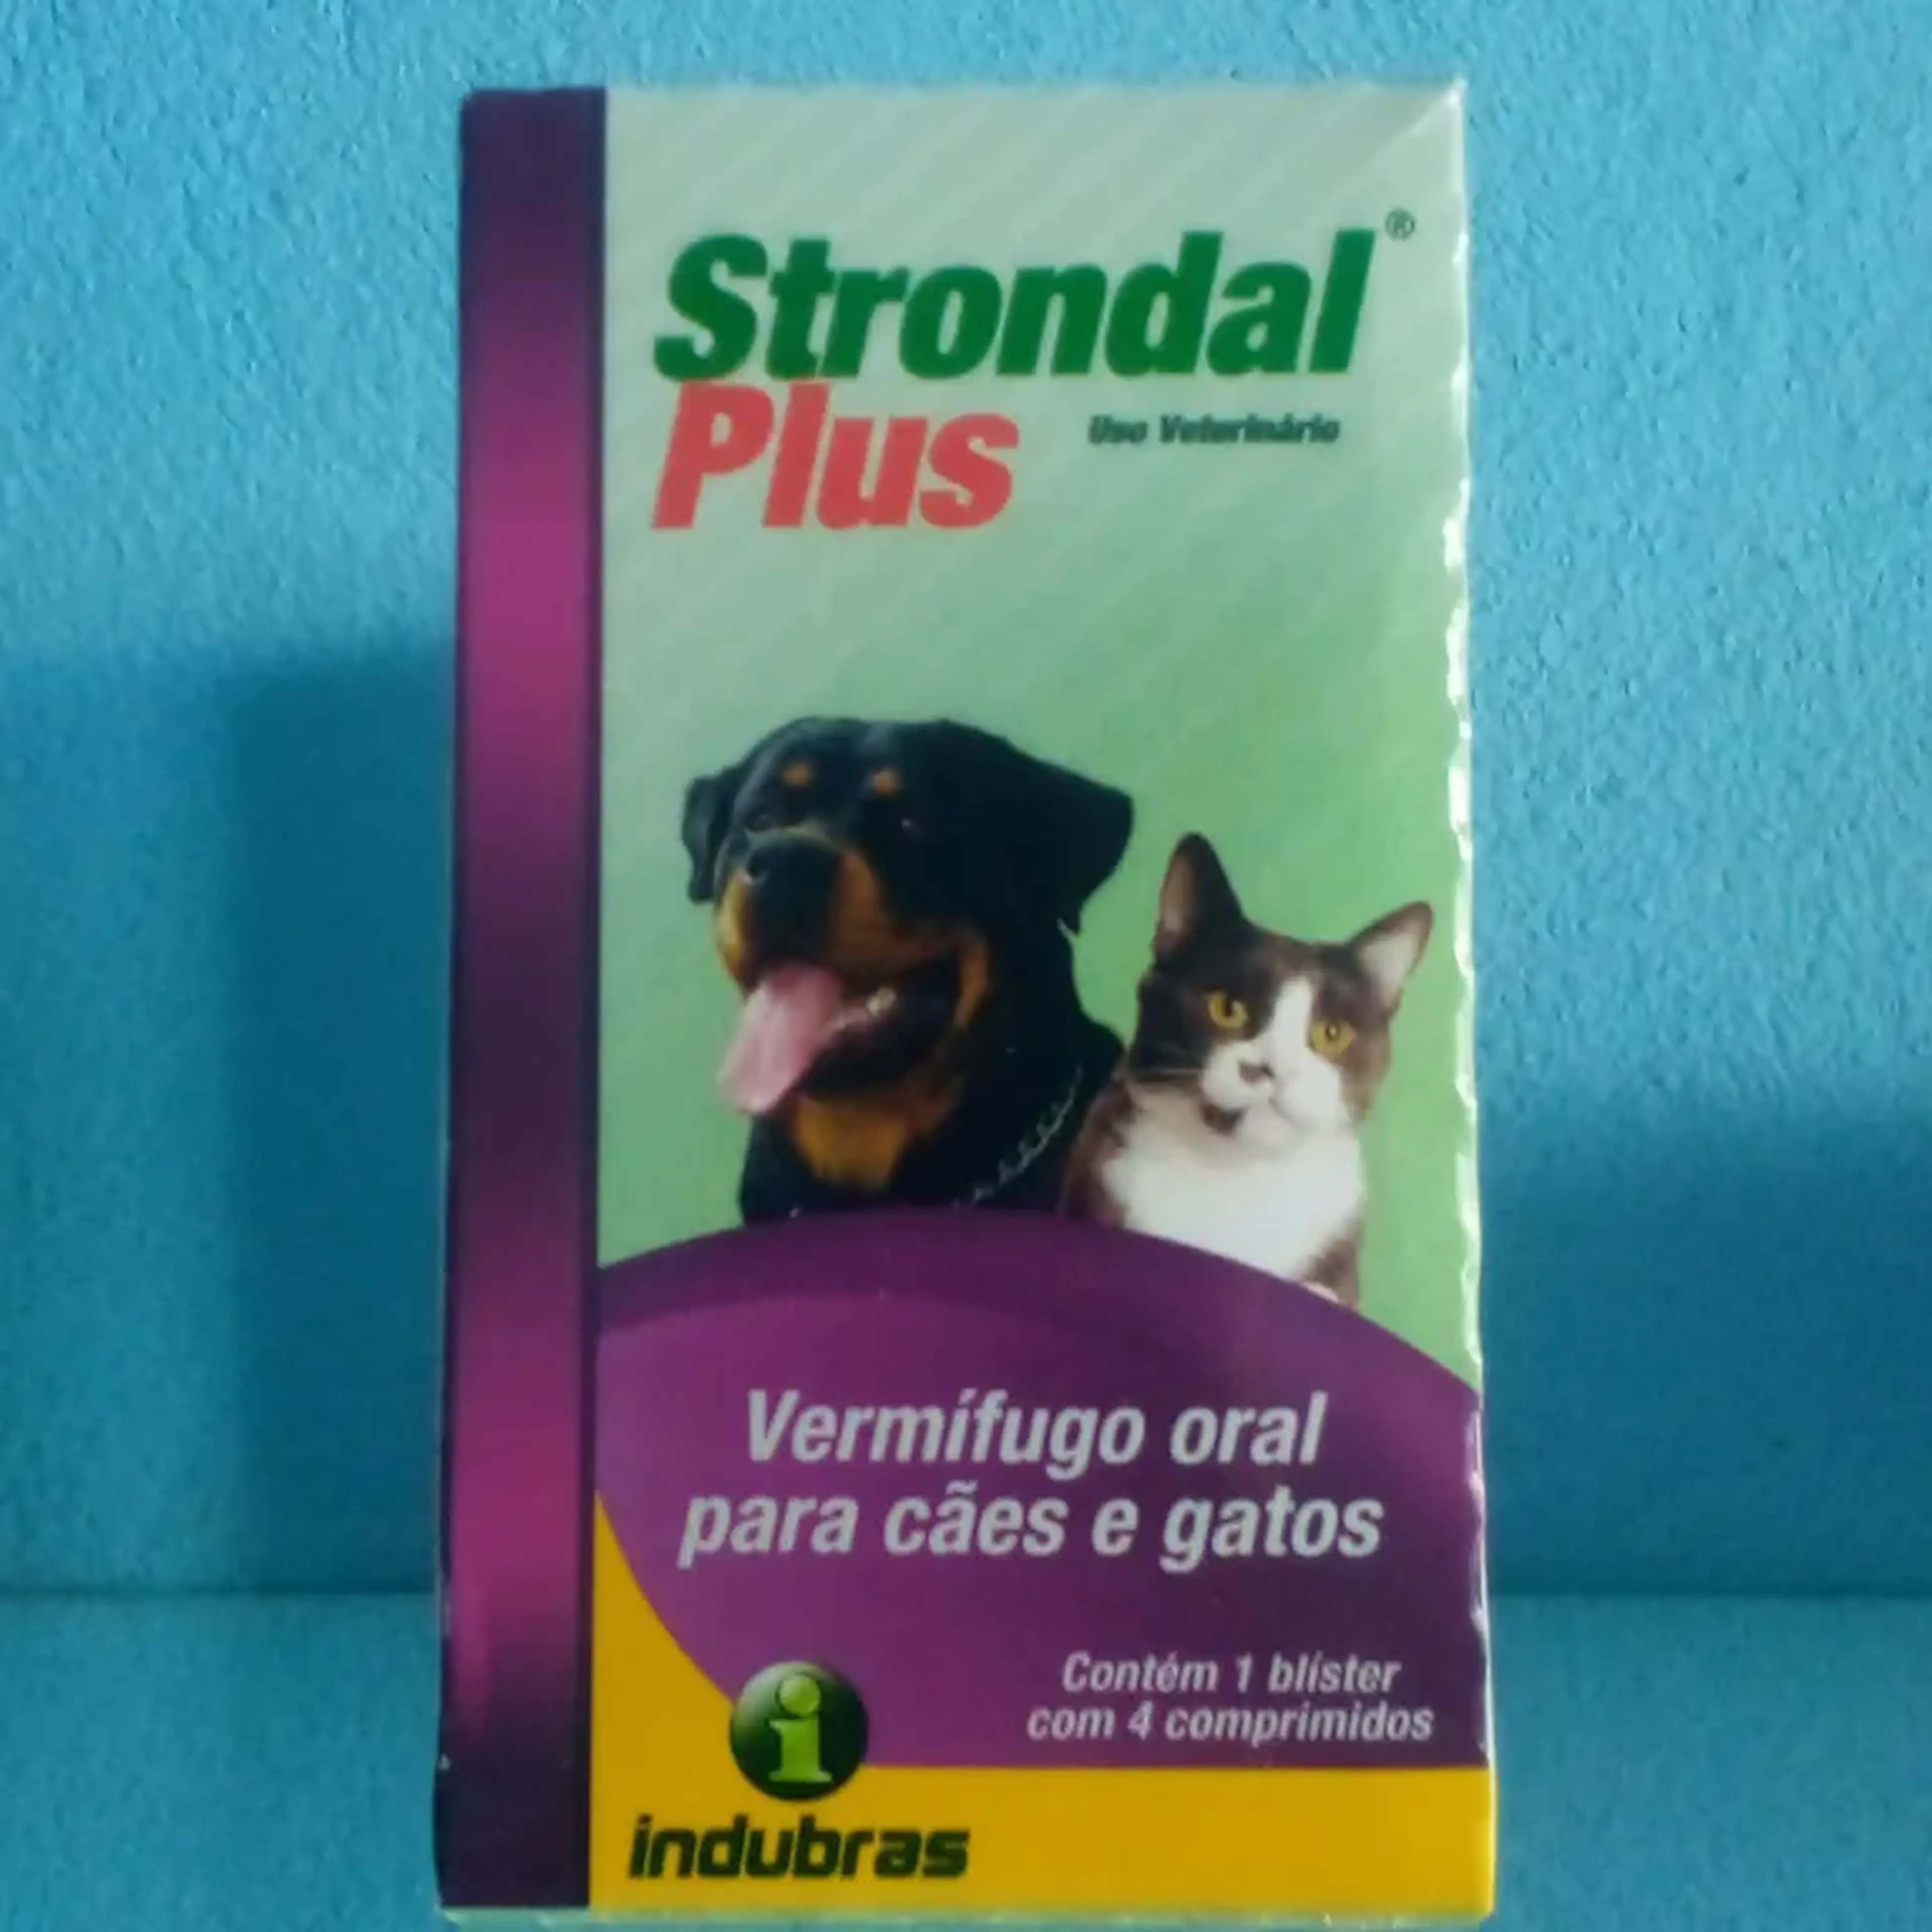 Strondal®
Plus
Uso Veterinário
Vermífugo oral
para cães e gatos
Contém 1 blíster
com 4 comprimidos
i
indubras